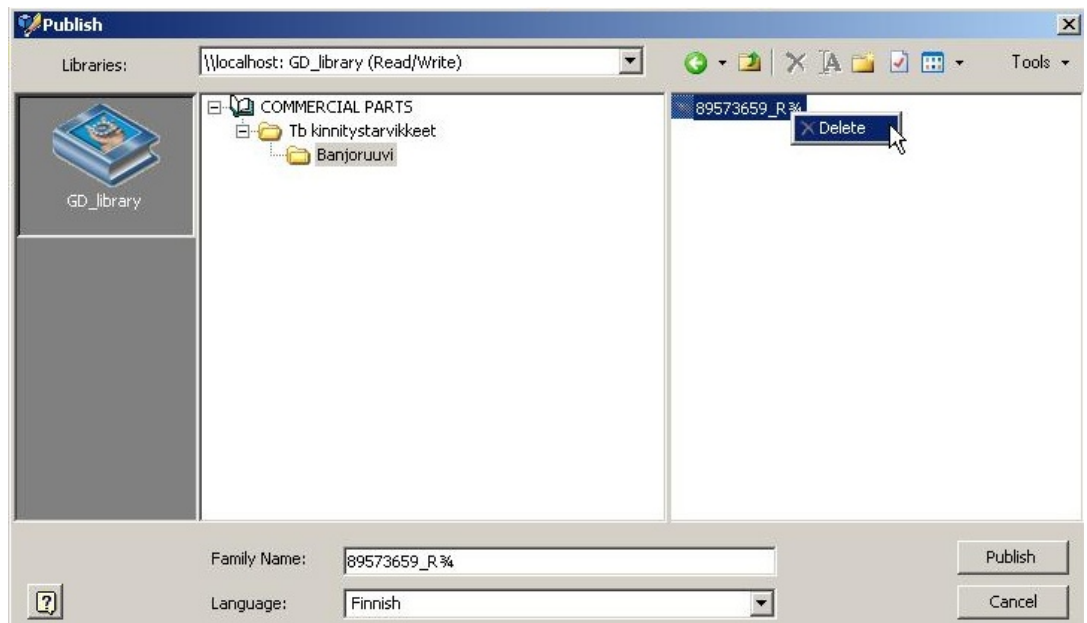 Publish
Libraries:
\\localhost: GD_library (Read/Write)
Tools
GD_library
COMMERCIAL PARTS
Tb kinnitystarvikkeet
Banjoruuvi
89573659_R¾
Delete
Family Name:
89573659_R¾
Publish
Language:
Finnish
Cancel